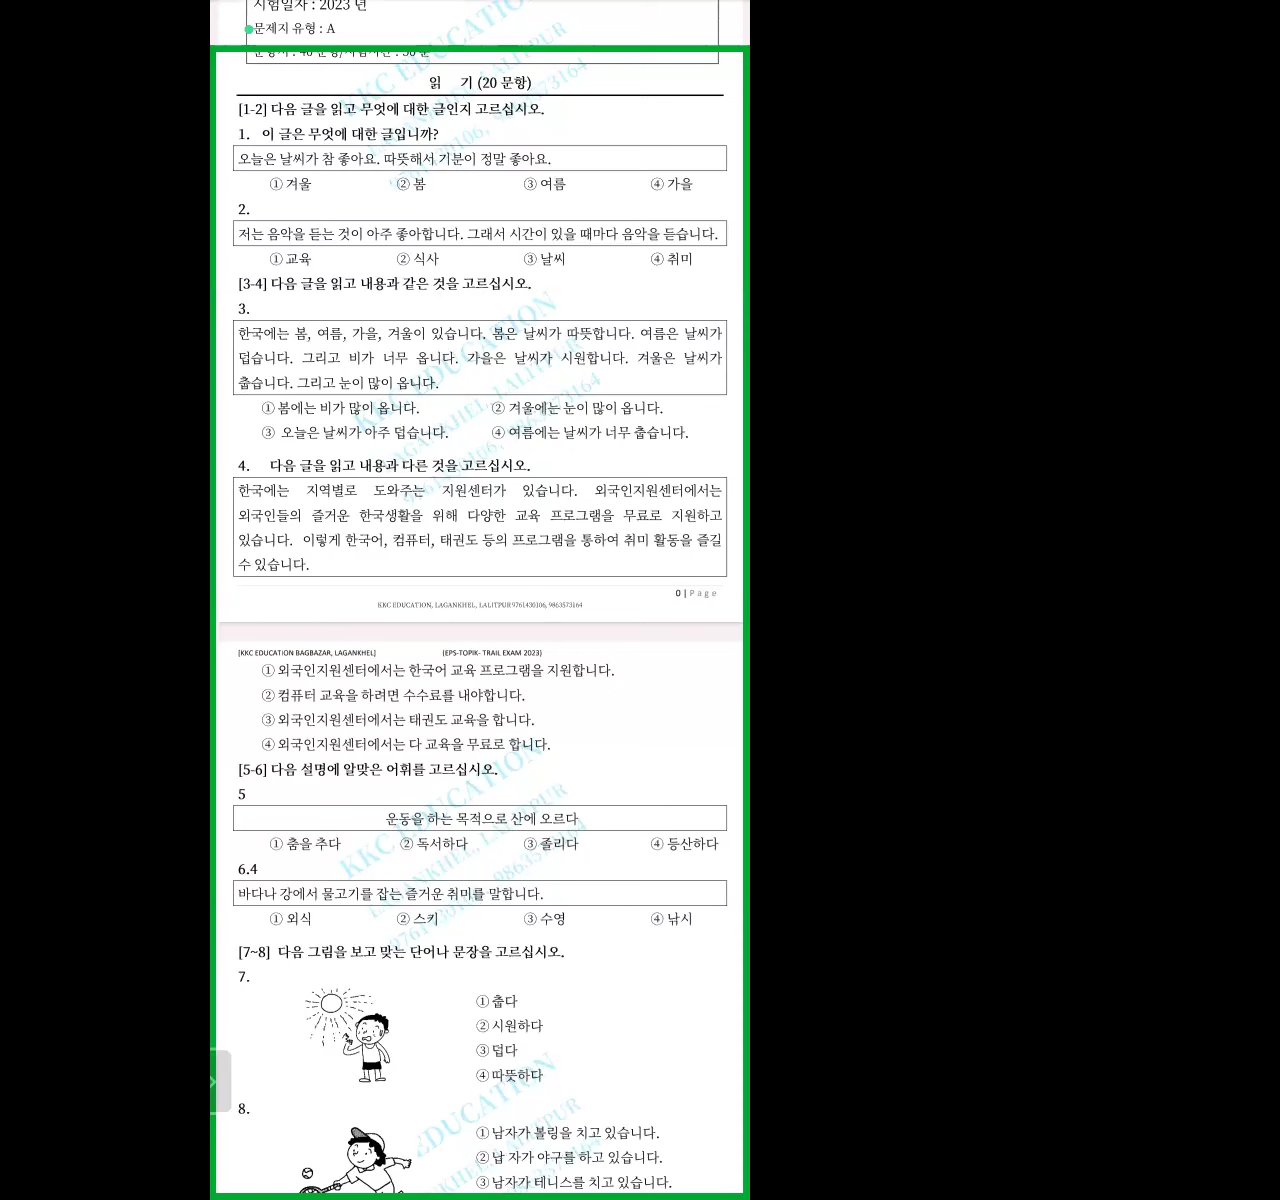 시험일자 : 2023 년
문제지 유형 : A
문항지 : 40 문항/시험시간 : 50 분
읽 기 (20 문항)
[1-2] 다음 글을 읽고 무엇에 대한 글인지 고르십시오.
1. 이 글은 무엇에 대한 글입니까?
오늘은 날씨가 참 좋아요. 따뜻해서 기분이 정말 좋아요.
① 겨울 ② 봄 ③ 여름 ④ 가을
2.
저는 음악을 듣는 것이 아주 좋아합니다. 그래서 시간이 있을 때마다 음악을 듣습니다.
① 교육 ② 식사 ③ 날씨 ④ 취미
[3-4] 다음 글을 읽고 내용과 같은 것을 고르십시오.
3.
한국에는 봄, 여름, 가을, 겨울이 있습니다. 봄은 날씨가 따뜻합니다. 여름은 날씨가
덥습니다. 그리고 비가 너무 옵니다. 가을은 날씨가 시원합니다. 겨울은 날씨가
춥습니다. 그리고 눈이 많이 옵니다.
① 봄에는 비가 많이 옵니다. ② 겨울에는 눈이 많이 옵니다.
③ 오늘은 날씨가 아주 덥습니다. ④ 여름에는 날씨가 너무 춥습니다.
4. 다음 글을 읽고 내용과 다른 것을 고르십시오.
한국에는 지역별로 도와주는 지원센터가 있습니다. 외국인지원센터에서는
외국인들의 즐거운 한국생활을 위해 다양한 교육 프로그램을 무료로 지원하고
있습니다. 이렇게 한국어, 컴퓨터, 태권도 등의 프로그램을 통하여 취미 활동을 즐길
수 있습니다.
0 | Page
KKC EDUCATION, LAGANKHEL, LALITPUR 9761430106, 9863573164
[KKC EDUCATION BAGBAZAR, LAGANKHEL] (EPS-TOPIK- TRAIL EXAM 2023)
① 외국인지원센터에서는 한국어 교육 프로그램을 지원합니다.
② 컴퓨터 교육을 하려면 수수료를 내야합니다.
③ 외국인지원센터에서는 태권도 교육을 합니다.
④ 외국인지원센터에서는 다 교육을 무료로 합니다.
[5-6] 다음 설명에 알맞은 어휘를 고르십시오.
5
운동을 하는 목적으로 산에 오르다
① 춤을 추다 ② 독서하다 ③ 졸리다 ④ 등산하다
6.4
바다나 강에서 물고기를 잡는 즐거운 취미를 말합니다.
① 외식 ② 스키 ③ 수영 ④ 낚시
[7~8] 다음 그림을 보고 맞는 단어나 문장을 고르십시오.
7.
① 춥다
② 시원하다
③ 덥다
④ 따뜻하다
8.
① 남자가 볼링을 치고 있습니다.
② 납 자가 야구를 하고 있습니다.
③ 남자가 테니스를 치고 있습니다.
KKC EDUCATION
LAGANKHEL, LALITPUR
9761430106, 9863573164